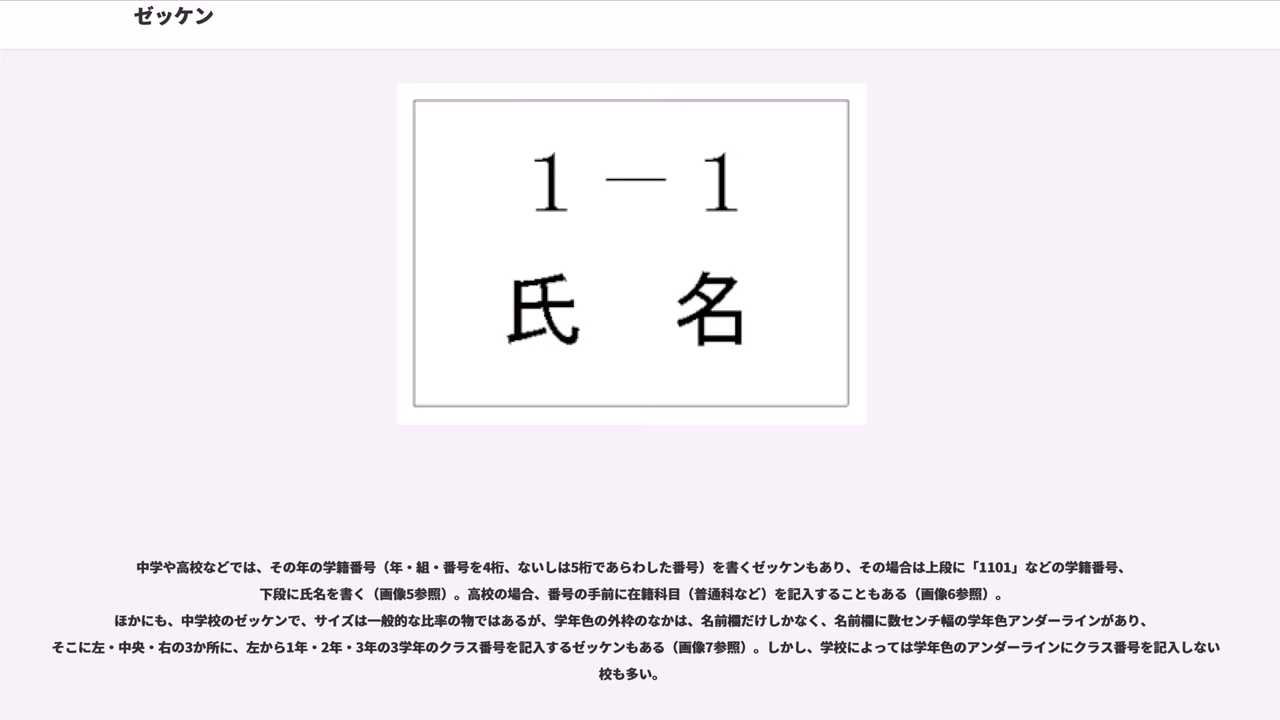 ゼッケン
１－１
氏　名
中学や高校などでは、その年の学籍番号（年・組・番号を4桁、ないしは5桁であらわした番号）を書くゼッケンもあり、その場合は上段に「1101」などの学籍番号、
下段に氏名を書く（画像5参照）。高校の場合、番号の手前に在籍科目（普通科など）を記入することもある（画像6参照）。
ほかにも、中学校のゼッケンで、サイズは一般的な比率の物ではあるが、学年色の外枠のなかは、名前欄だけしかなく、名前欄に数センチ幅の学年色アンダーラインがあり、
そこに左・中央・右の3か所に、左から1年・2年・3年の3学年のクラス番号を記入するゼッケンもある（画像7参照）。しかし、学校によっては学年色のアンダーラインにクラス番号を記入しない
校も多い。